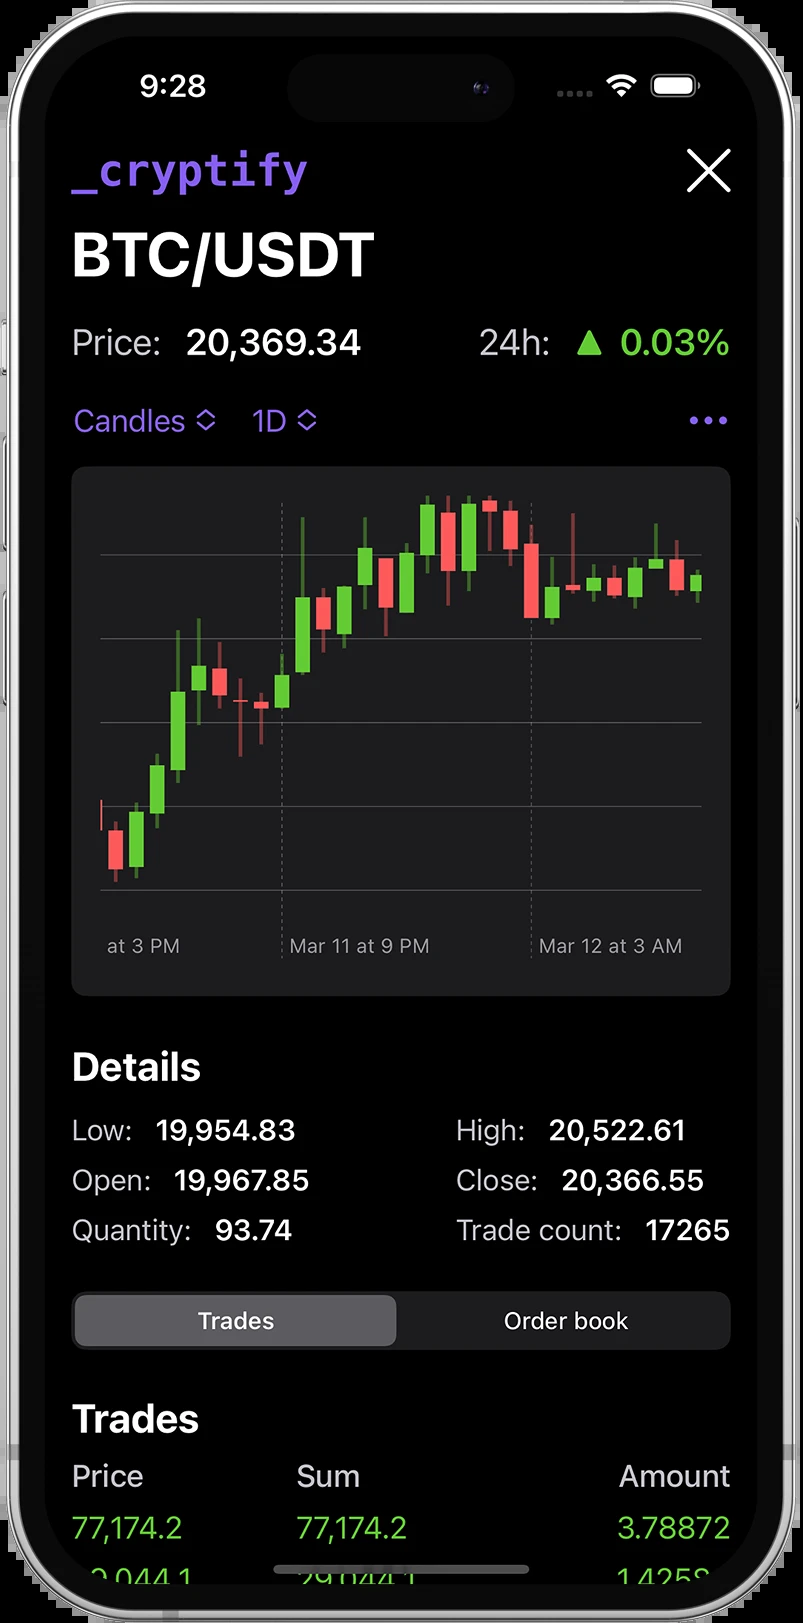 9:28
_cryptify
BTC/USDT
Price: 20,369.34 24h: ▲ 0.03%
Candles 1D
at 3 PM Mar 11 at 9 PM Mar 12 at 3 AM
Details
Low: 19,954.83 High: 20,522.61
Open: 19,967.85 Close: 20,366.55
Quantity: 93.74 Trade count: 17265
Trades Order book
Trades
Price Sum Amount
77,174.2 77,174.2 3.78872